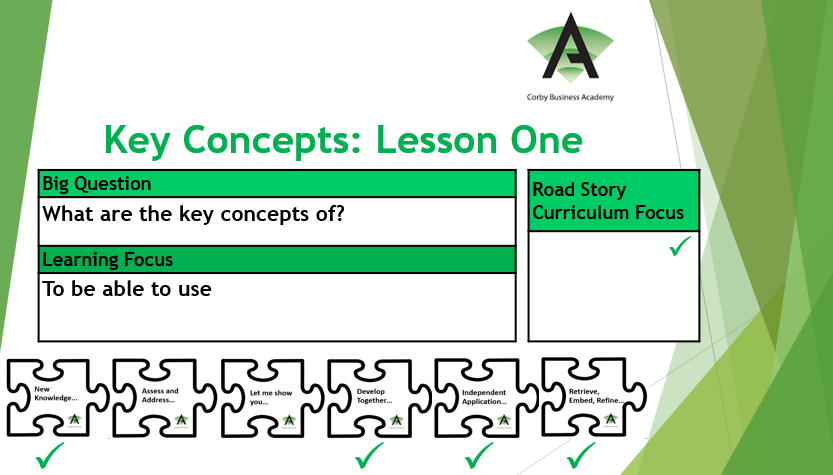 Corby Business Academy
Key Concepts: Lesson One
Big Question
What are the key concepts of?
Learning Focus
To be able to use
Road Story
Curriculum Focus
New
Knowledge...
Assess and
Address...
Let me show
you...
Develop
Together...
Independent
Application...
Retrieve,
Embed, Refine...